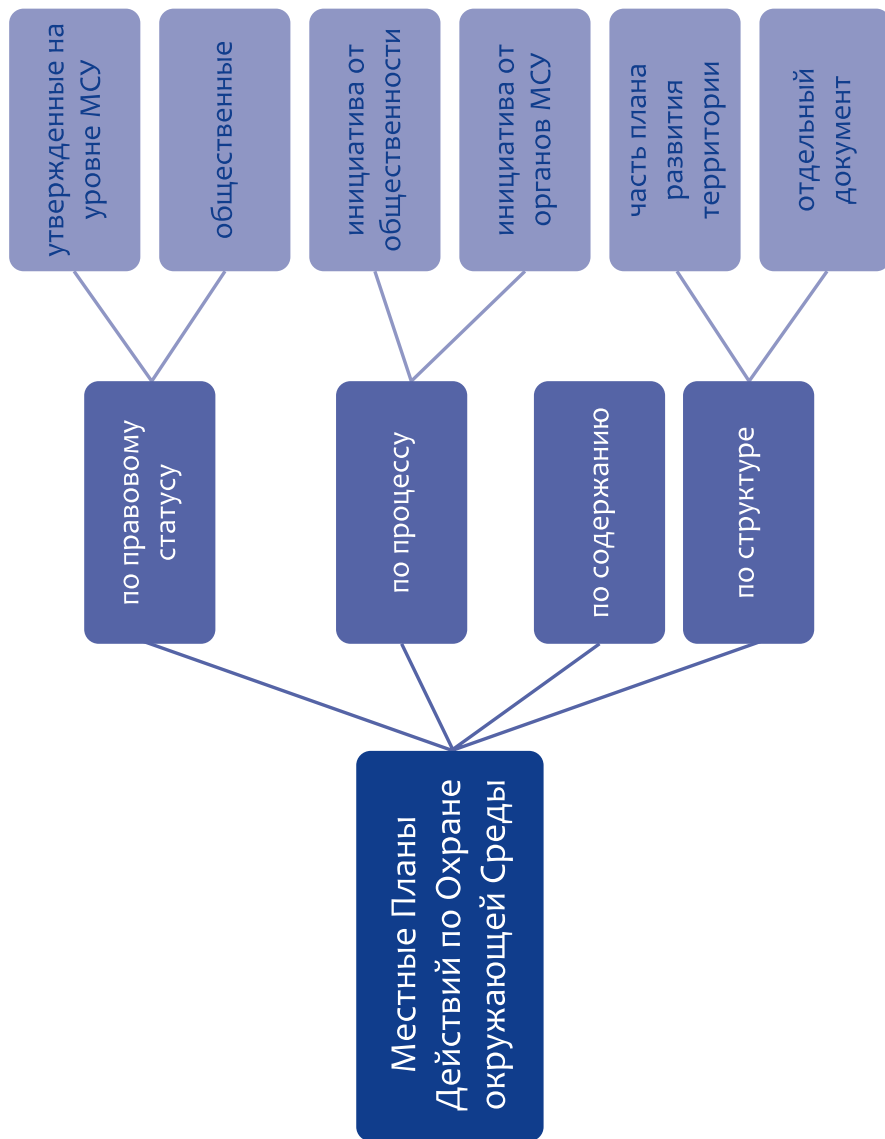 Местные Планы
Действий по Охране
окружающей Среды
по правовому
статусу
по процессу
по содержанию
по структуре
утвержденные на
уровне МСУ
общественные
инициатива от
общественности
инициатива от
органов МСУ
часть плана
развития
территории
отдельный
документ